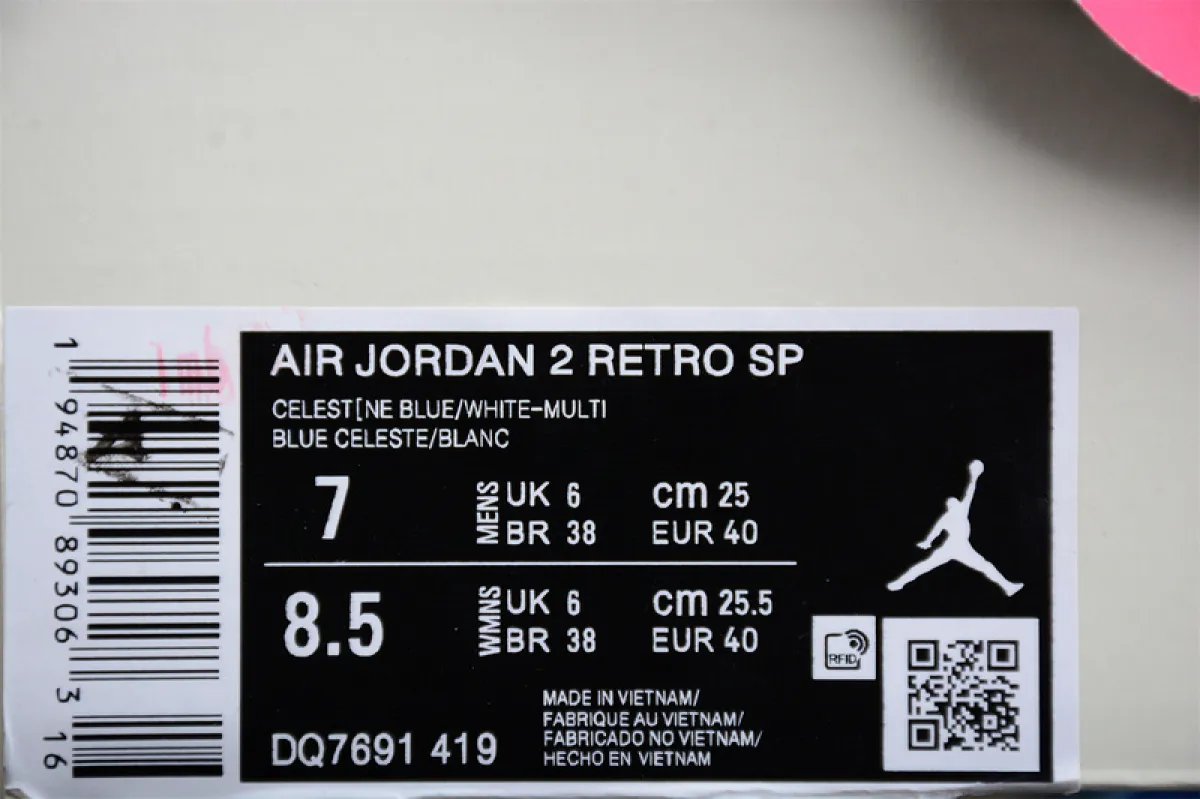 AIR JORDAN 2 RETRO SP
CELEST[NE BLUE/WHITE-MULTI
BLUE CELESTE/BLANC
7
MENS
UK 6
cm 25
BR 38
EUR 40
8.5
WMNS
UK 6
cm 25.5
BR 38
EUR 40
DQ7691 419
MADE IN VIETNAM/
FABRIQUE AU VIETNAM/
FABRICADO NO VIETNAM/
HECHO EN VIETNAM
RFID
1 94870 89306 3 16